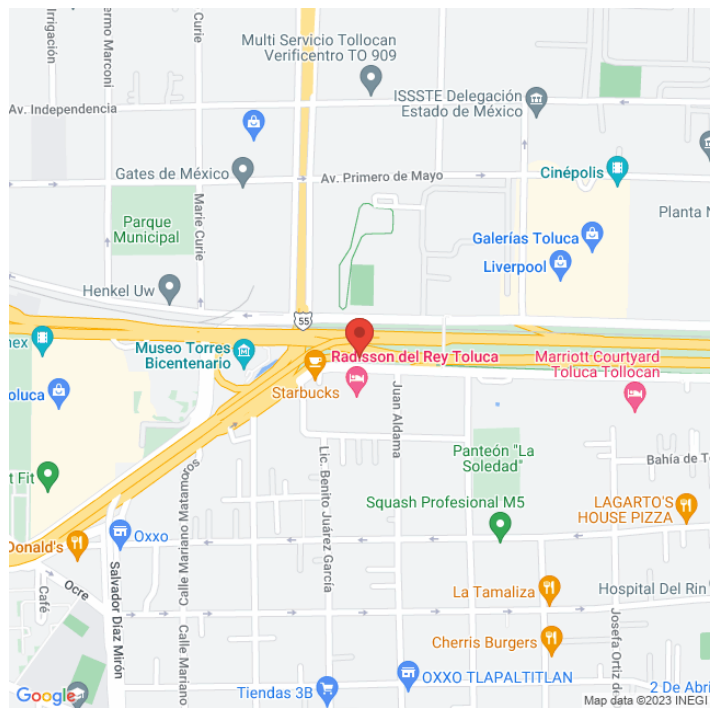 Irrigación
ermo Marconi
Curie
Multi Servicio Tollocan
Verificentro TO 909
ISSSTE Delegación
Estado de México
Av. Independencia
Gates de México
Av. Primero de Mayo
Cinépolis
Marie Curie
Parque
Municipal
Planta N
Galerías Toluca
Liverpool
Henkel Uw
55
nex
Museo Torres
Bicentenario
Radisson del Rey Toluca
Marriott Courtyard
Toluca Tollocan
Starbucks
oluca
Juan Aldama
Panteón "La
Soledad"
Bahía de To
t Fit
Lic. Benito Juárez García
Calle Mariano Matamoros
Squash Profesional M5
LAGARTO'S
HOUSE PIZZA
Oxxo
Donald's
Ocre
Café
Salvador Díaz Mirón
La Tamaliza
Hospital Del Rin
Josefa Ortiz de
Cherris Burgers
Calle Mariano
OXXO TLAPALTITLAN
Tiendas 3B
2 De Abri
Google
Map data ©2023 INEGI